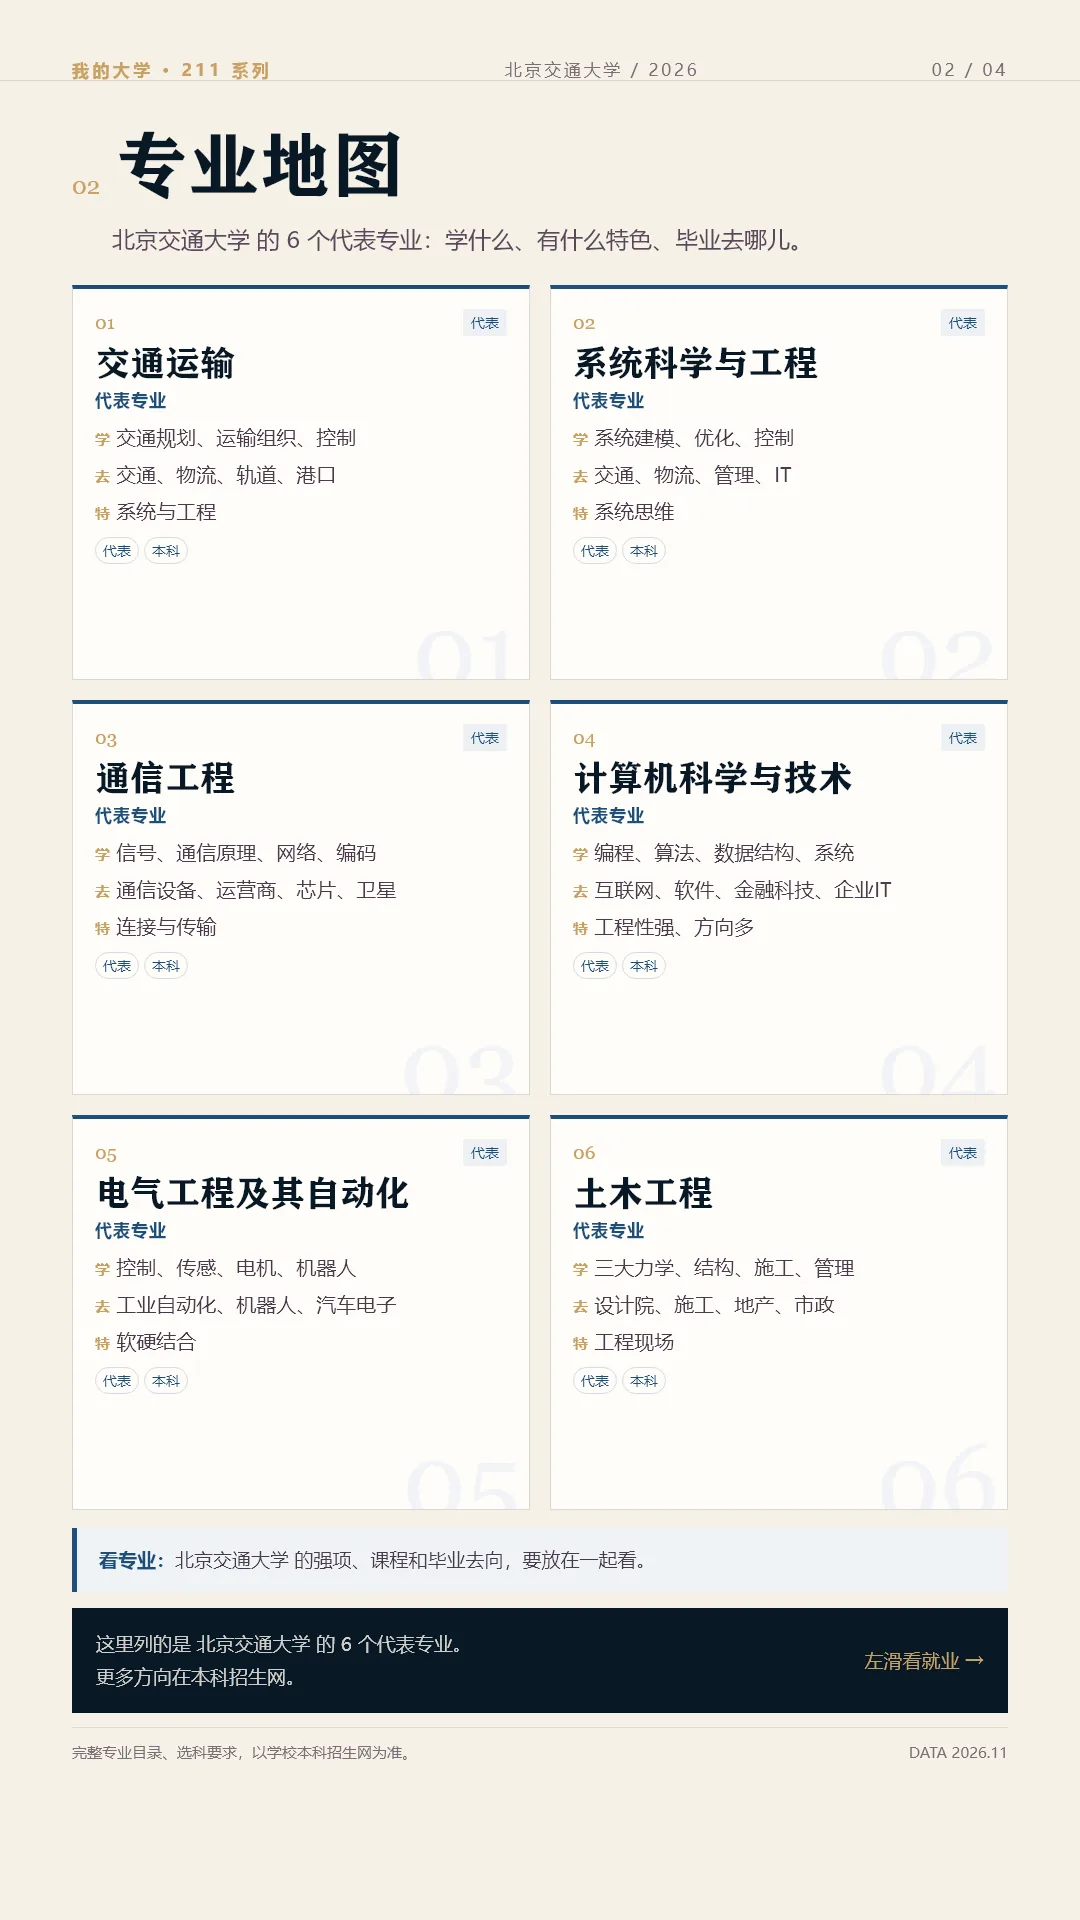 我的大学 · 211 系列
北京交通大学 / 2026
02 / 04
02 专业地图
北京交通大学 的 6 个代表专业：学什么、有什么特色、毕业去哪儿。
01
代表
交通运输
代表专业
学 交通规划、运输组织、控制
去 交通、物流、轨道、港口
特 系统与工程
代表 本科
01
02
代表
系统科学与工程
代表专业
学 系统建模、优化、控制
去 交通、物流、管理、IT
特 系统思维
代表 本科
02
03
代表
通信工程
代表专业
学 信号、通信原理、网络、编码
去 通信设备、运营商、芯片、卫星
特 连接与传输
代表 本科
03
04
代表
计算机科学与技术
代表专业
学 编程、算法、数据结构、系统
去 互联网、软件、金融科技、企业IT
特 工程性强、方向多
代表 本科
04
05
代表
电气工程及其自动化
代表专业
学 控制、传感、电机、机器人
去 工业自动化、机器人、汽车电子
特 软硬结合
代表 本科
05
06
代表
土木工程
代表专业
学 三大力学、结构、施工、管理
去 设计院、施工、地产、市政
特 工程现场
代表 本科
06
看专业：北京交通大学 的强项、课程和毕业去向，要放在一起看。
这里列的是 北京交通大学 的 6 个代表专业。
更多方向在本科招生网。
左滑看就业 →
完整专业目录、选科要求，以学校本科招生网为准。
DATA 2026.11